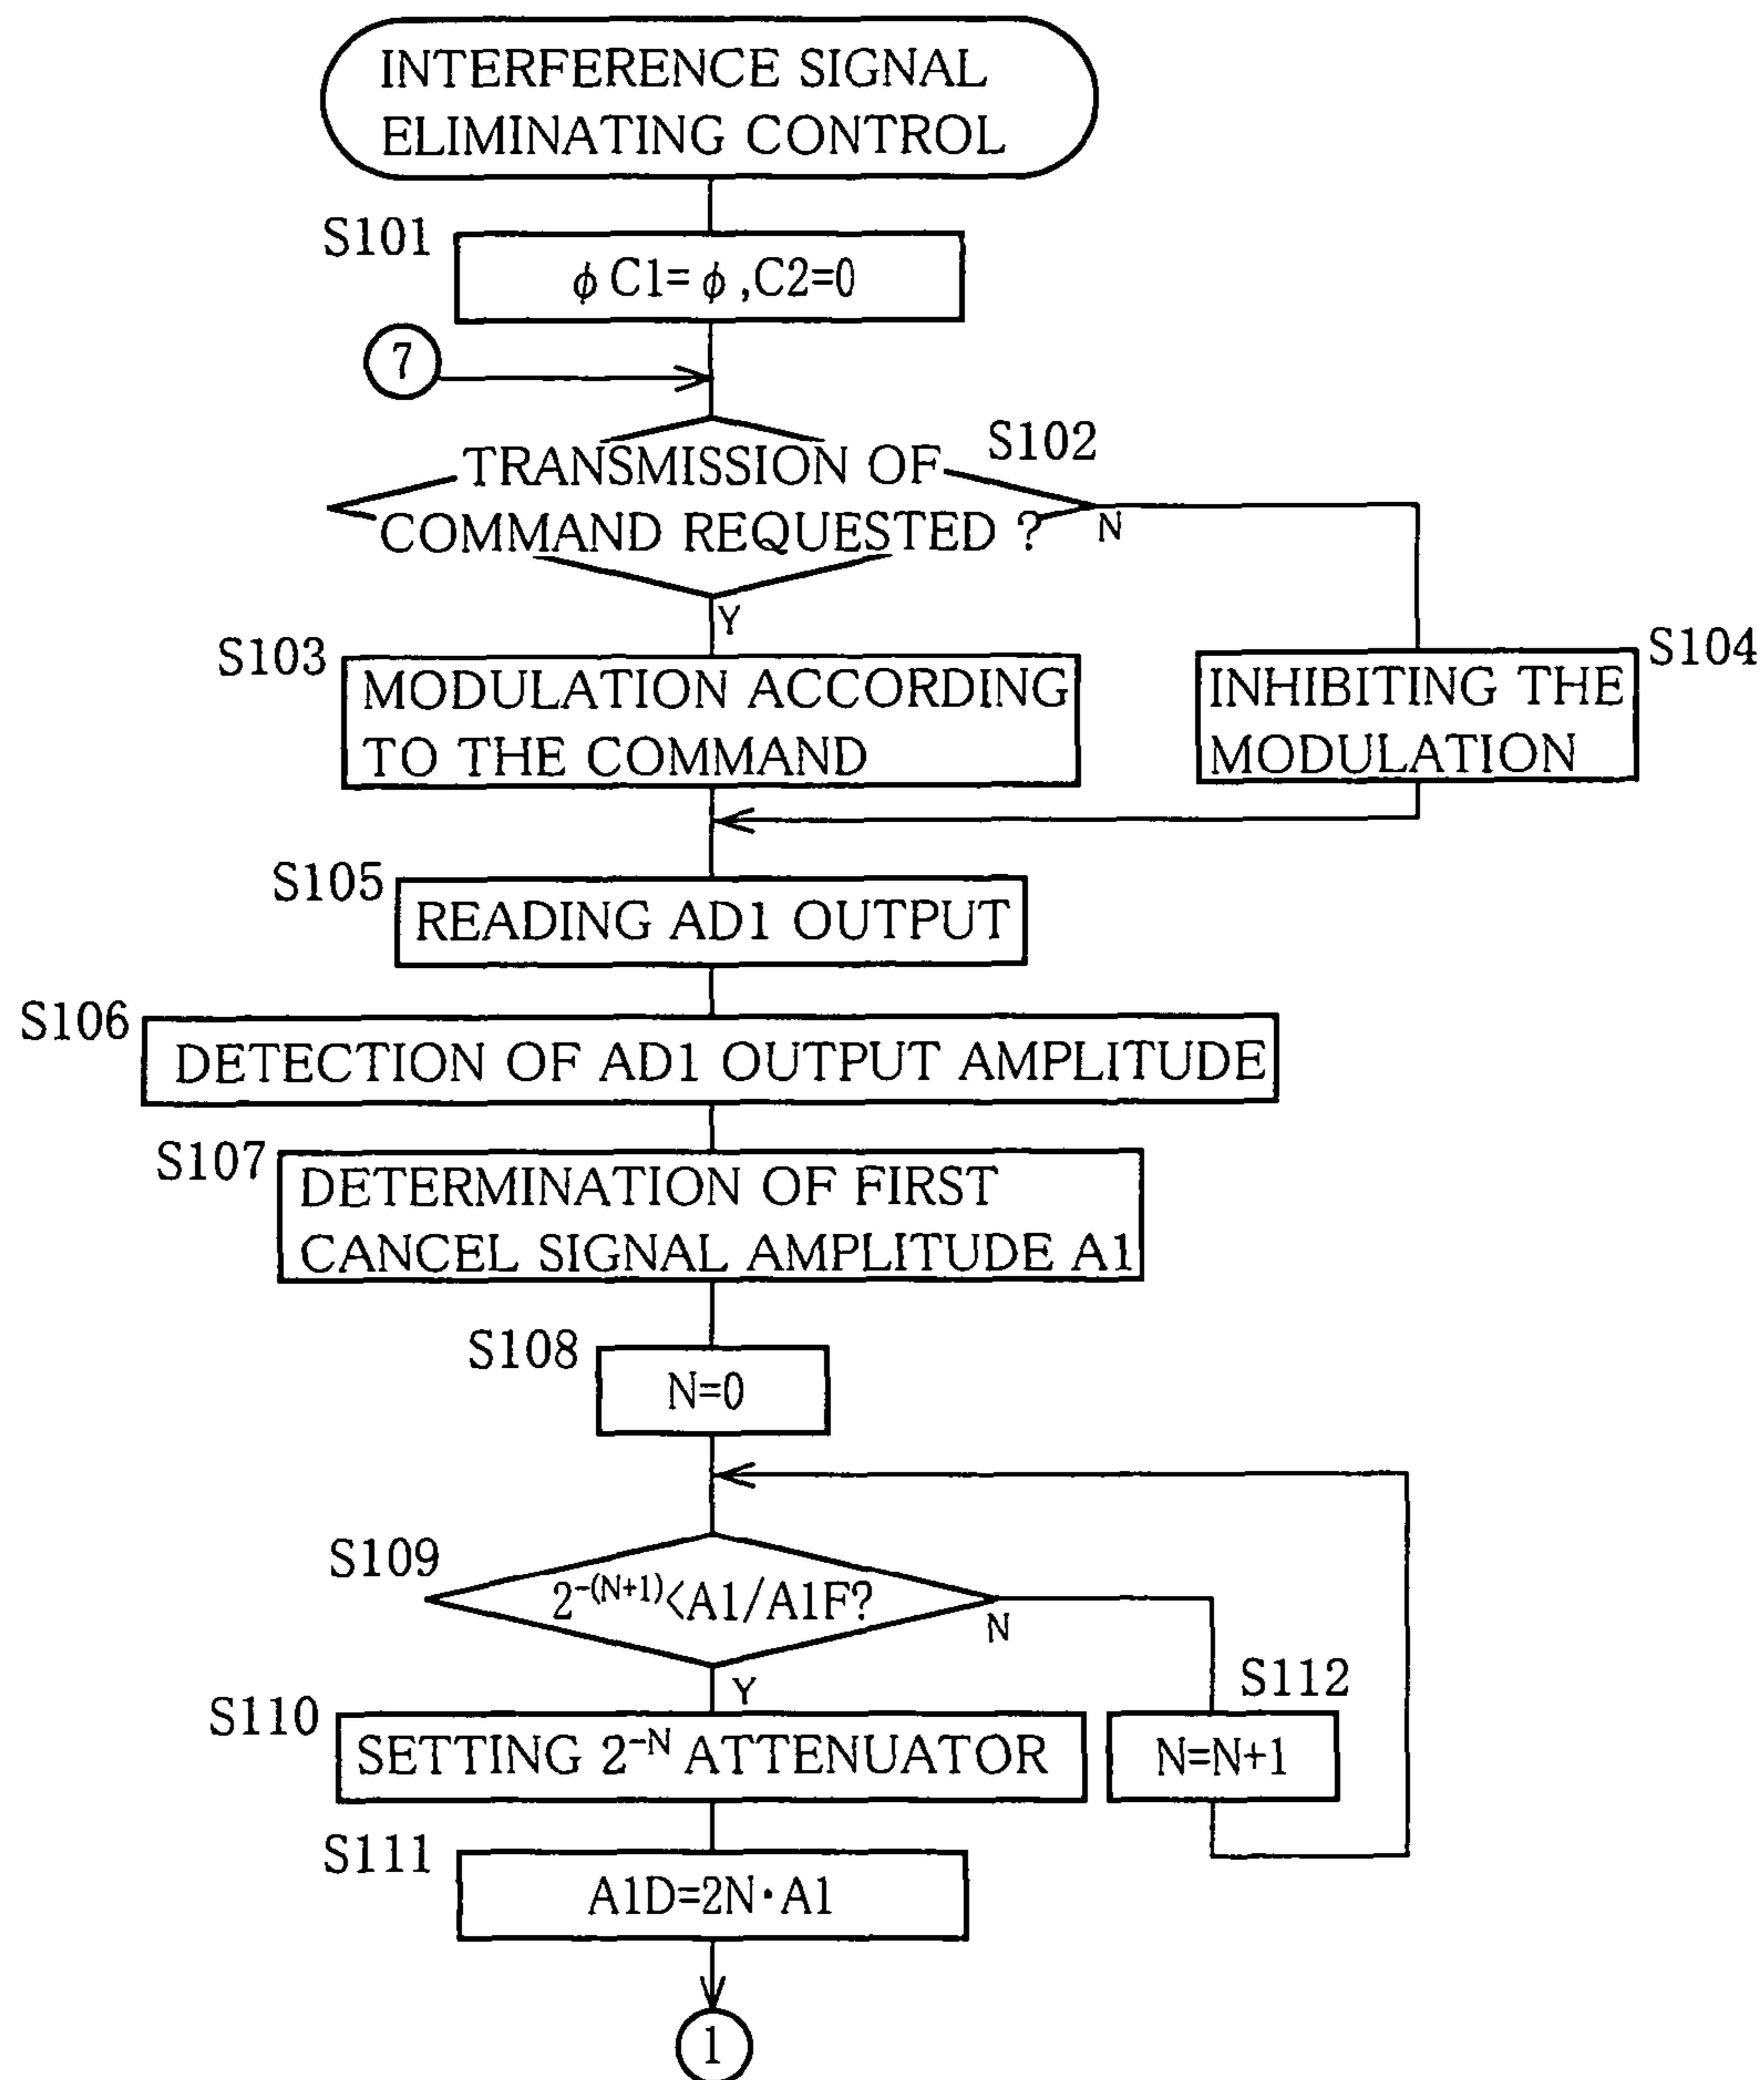 INTERFERENCE SIGNAL
ELIMINATING CONTROL
S101
ϕ C1= ϕ ,C2=0
7
S102
TRANSMISSION OF
COMMAND REQUESTED ?
N
Y
S103
MODULATION ACCORDING
TO THE COMMAND
S104
INHIBITING THE
MODULATION
S105
READING AD1 OUTPUT
S106
DETECTION OF AD1 OUTPUT AMPLITUDE
S107
DETERMINATION OF FIRST
CANCEL SIGNAL AMPLITUDE A1
S108
N=0
S109
2⁻⁽ᴺ⁺¹⁾<A1/A1F?
N
Y
S112
N=N+1
S110
SETTING 2⁻ᴺ ATTENUATOR
S111
A1D=2N·A1
1